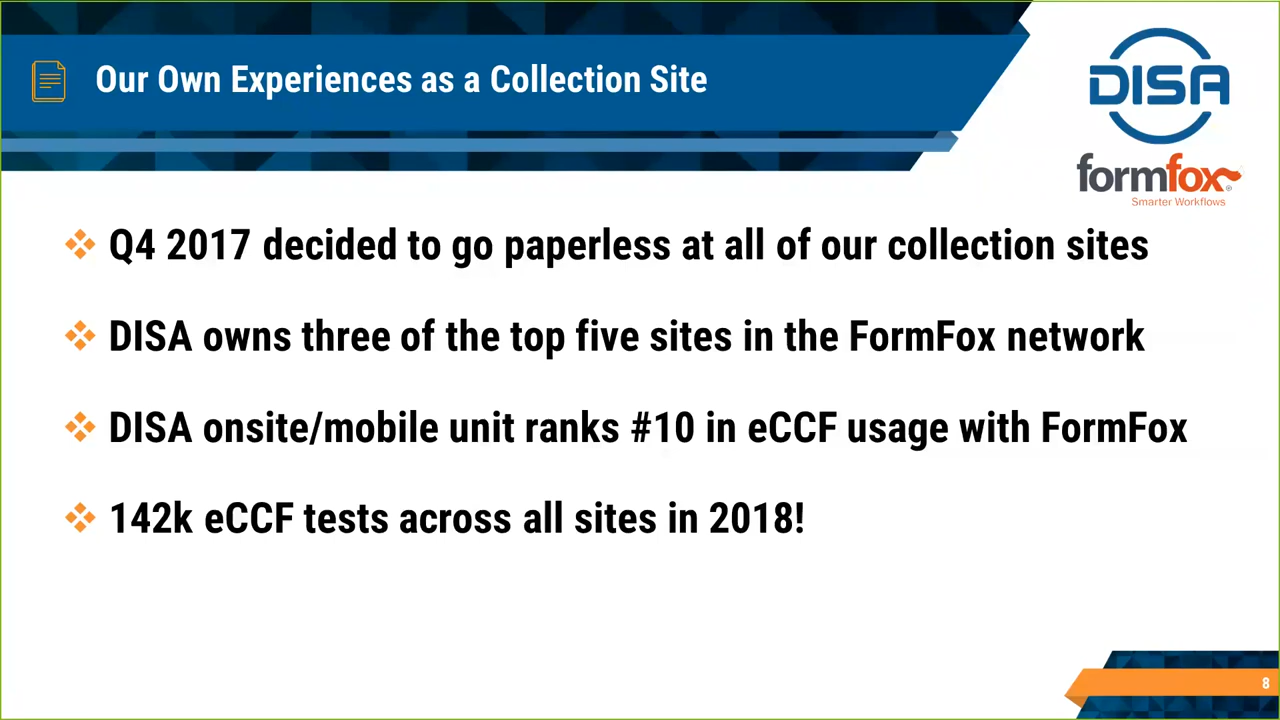 Our Own Experiences as a Collection Site
DISA
formfox®
Smarter Workflows
Q4 2017 decided to go paperless at all of our collection sites
DISA owns three of the top five sites in the FormFox network
DISA onsite/mobile unit ranks #10 in eCCF usage with FormFox
142k eCCF tests across all sites in 2018!
8